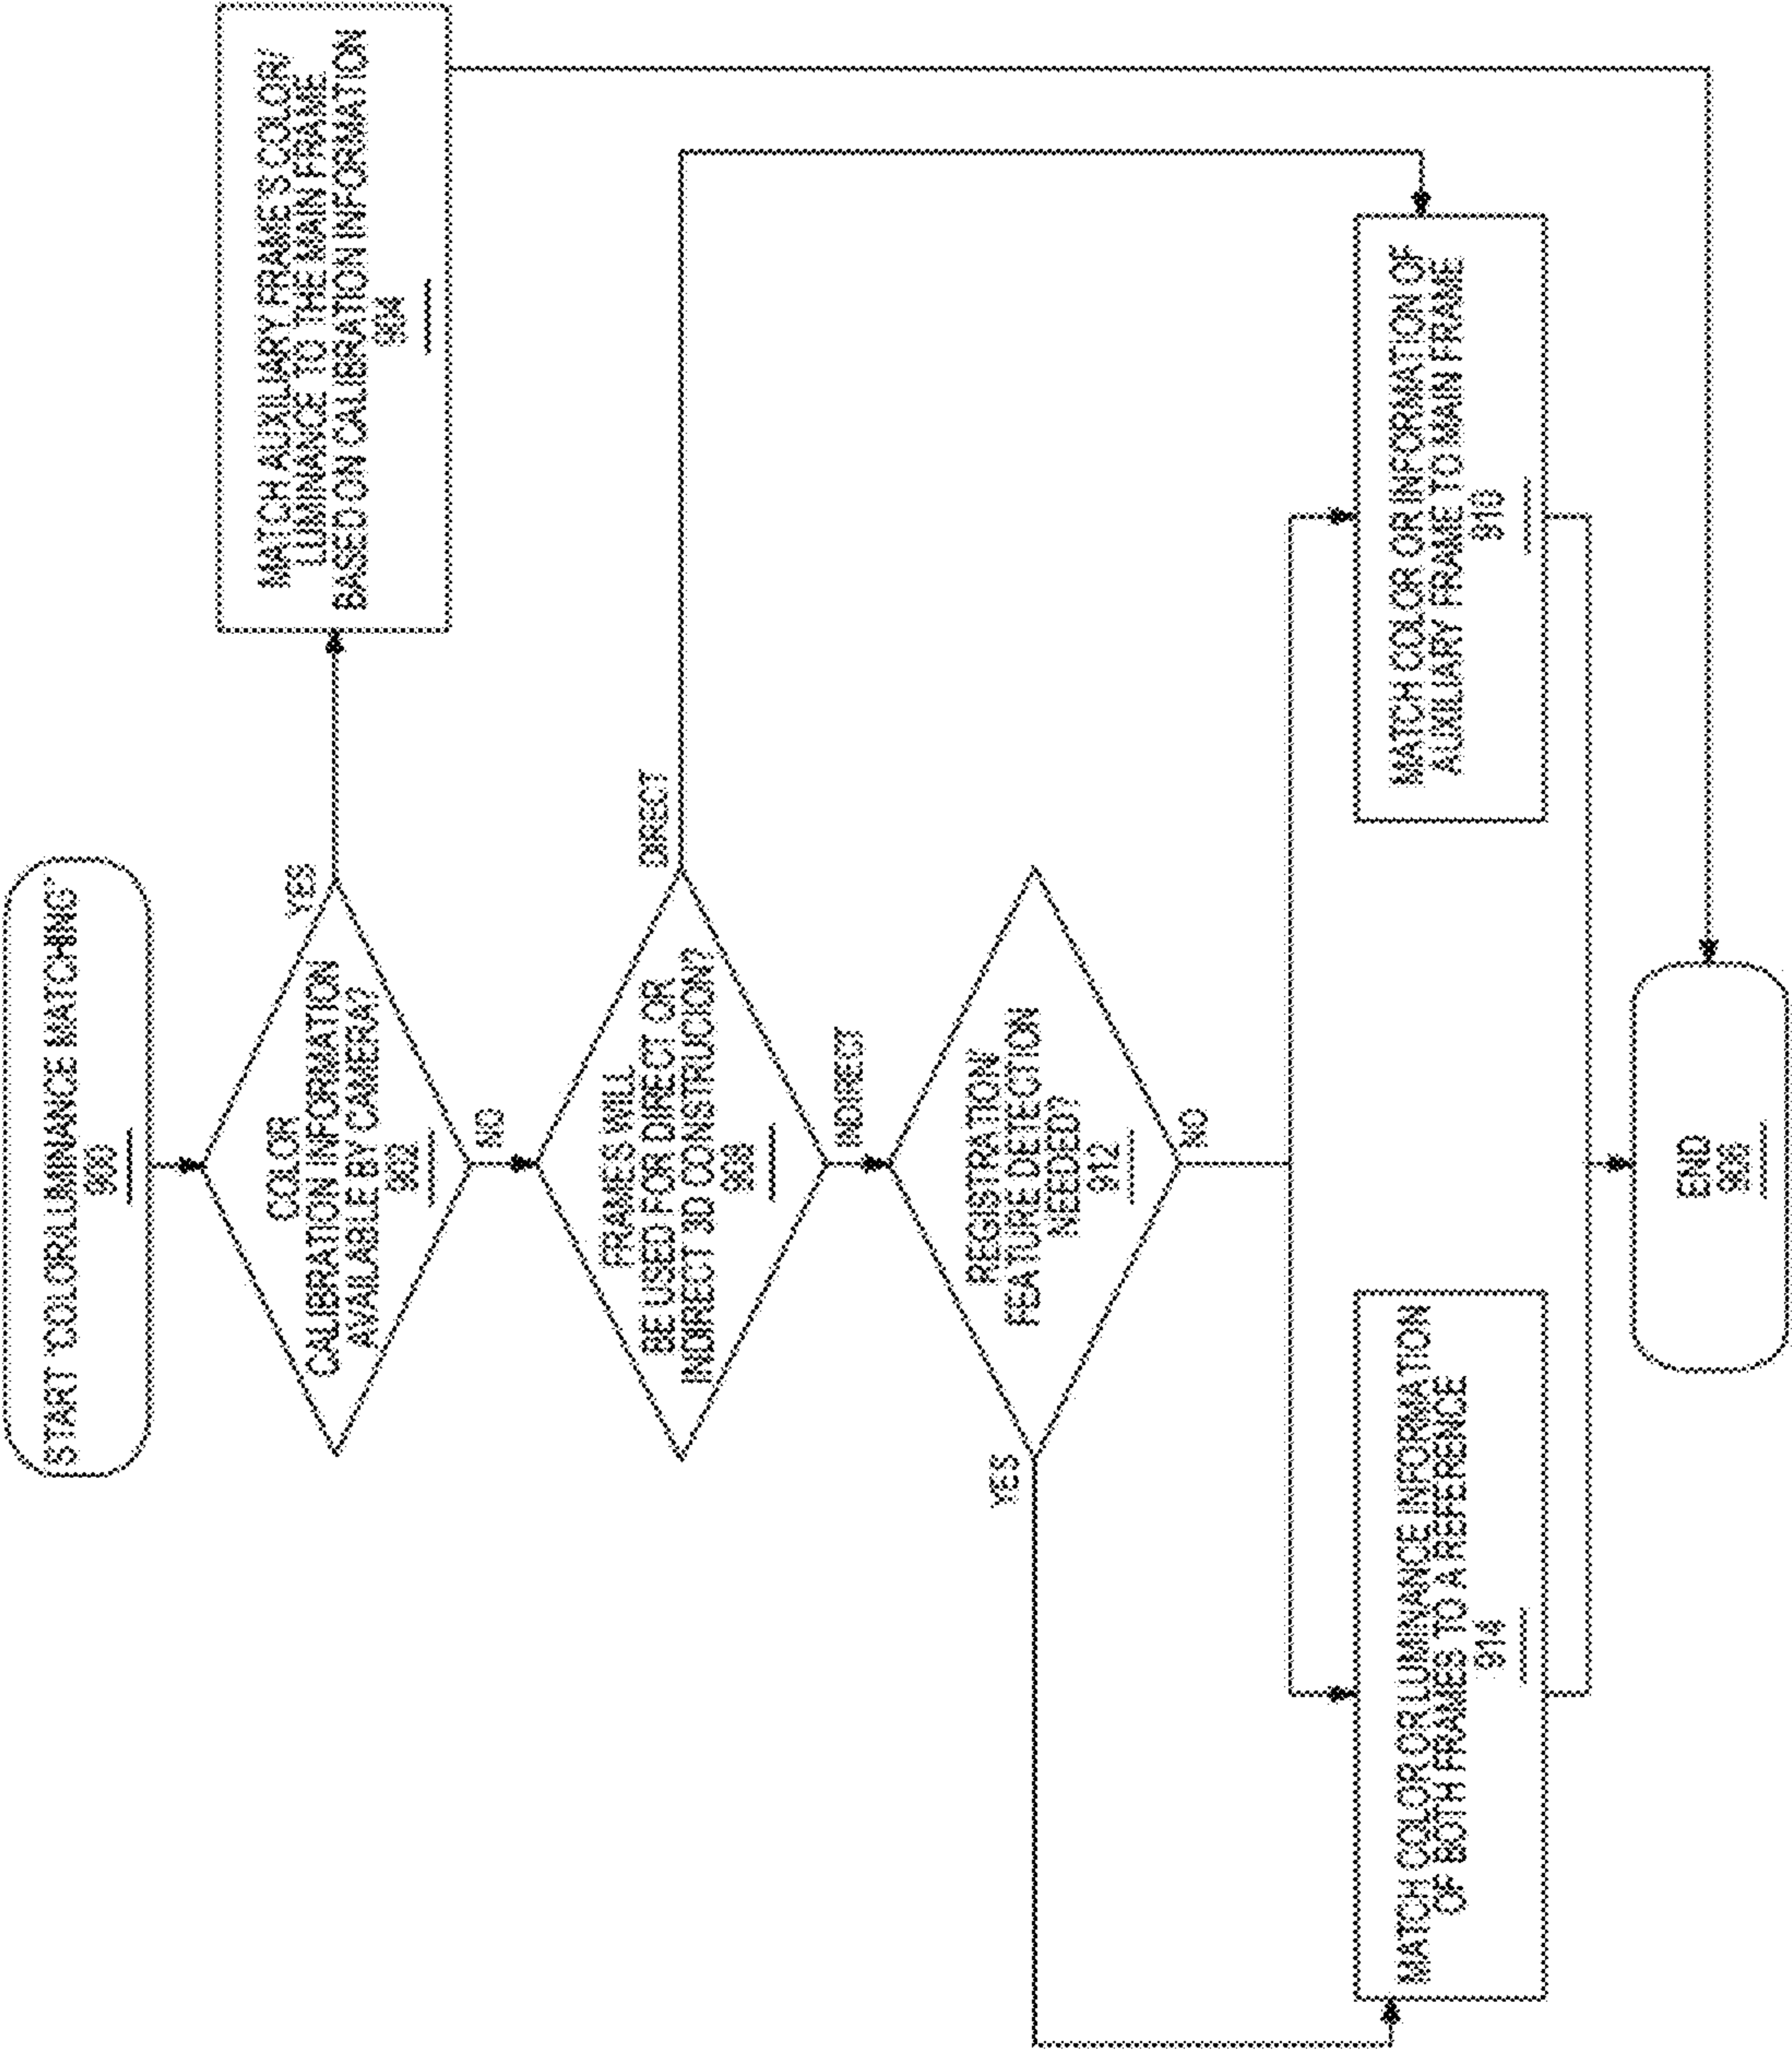 START 'COLOR/LUMINANCE MATCHING'
900
COLOR
CALIBRATION INFORMATION
AVAILABLE BY CAMERA?
902
YES
MATCH AUXILIARY FRAME'S COLOR/
LUMINANCE TO THE MAIN FRAME
BASED ON CALIBRATION INFORMATION
904
NO
FRAMES WILL
BE USED FOR DIRECT OR
INDIRECT 3D CONSTRUCION?
908
DIRECT
INDIRECT
REGISTRATION
FEATURE DETECTION
NEEDED?
912
YES
NO
MATCH COLOR OR LUMINANCE INFORMATION
OF BOTH FRAMES TO A REFERENCE
914
MATCH COLOR OR INFORMATION OF
AUXILIARY FRAME TO MAIN FRAME
910
END
906